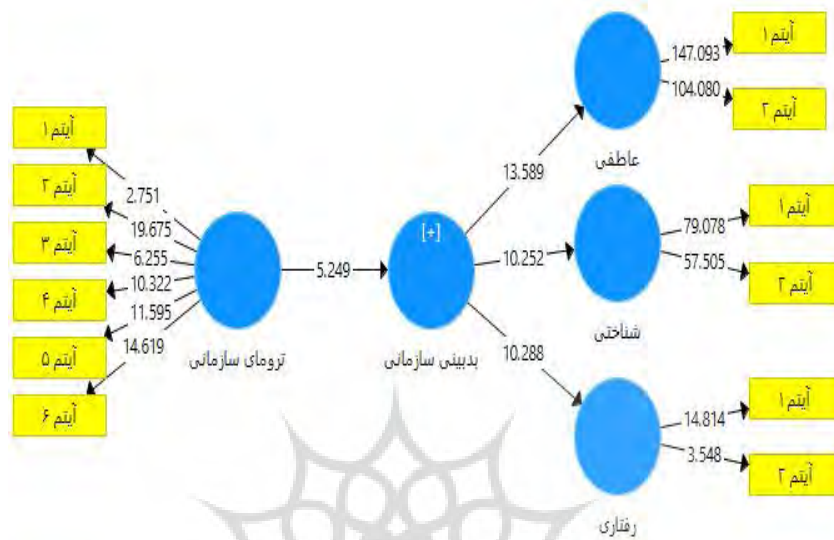 آیتم ۱
آیتم ۲
آیتم ۳
آیتم ۴
آیتم ۵
آیتم ۶
2.751
19.675
6.255
10.322
11.595
14.619
ترومای سازمانی
5.249
[+]
بدبینی سازمانی
13.589
10.252
10.288
عاطفی
147.093
104.080
آیتم ۱
آیتم ۲
شناختی
79.078
57.505
آیتم ۱
آیتم ۲
رفتاری
14.814
3.548
آیتم ۱
آیتم ۲